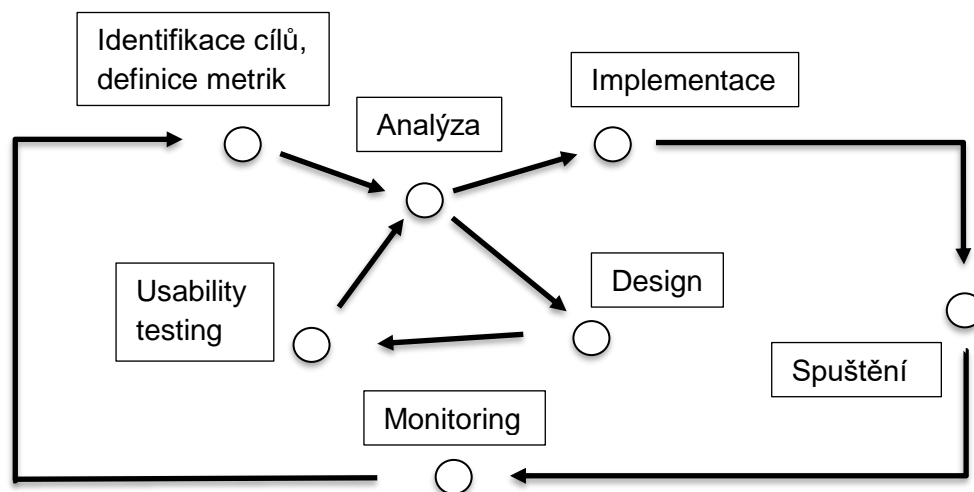 Identifikace cílů,
definice metrik
Analýza
Implementace
Usability
testing
Design
Spuštění
Monitoring